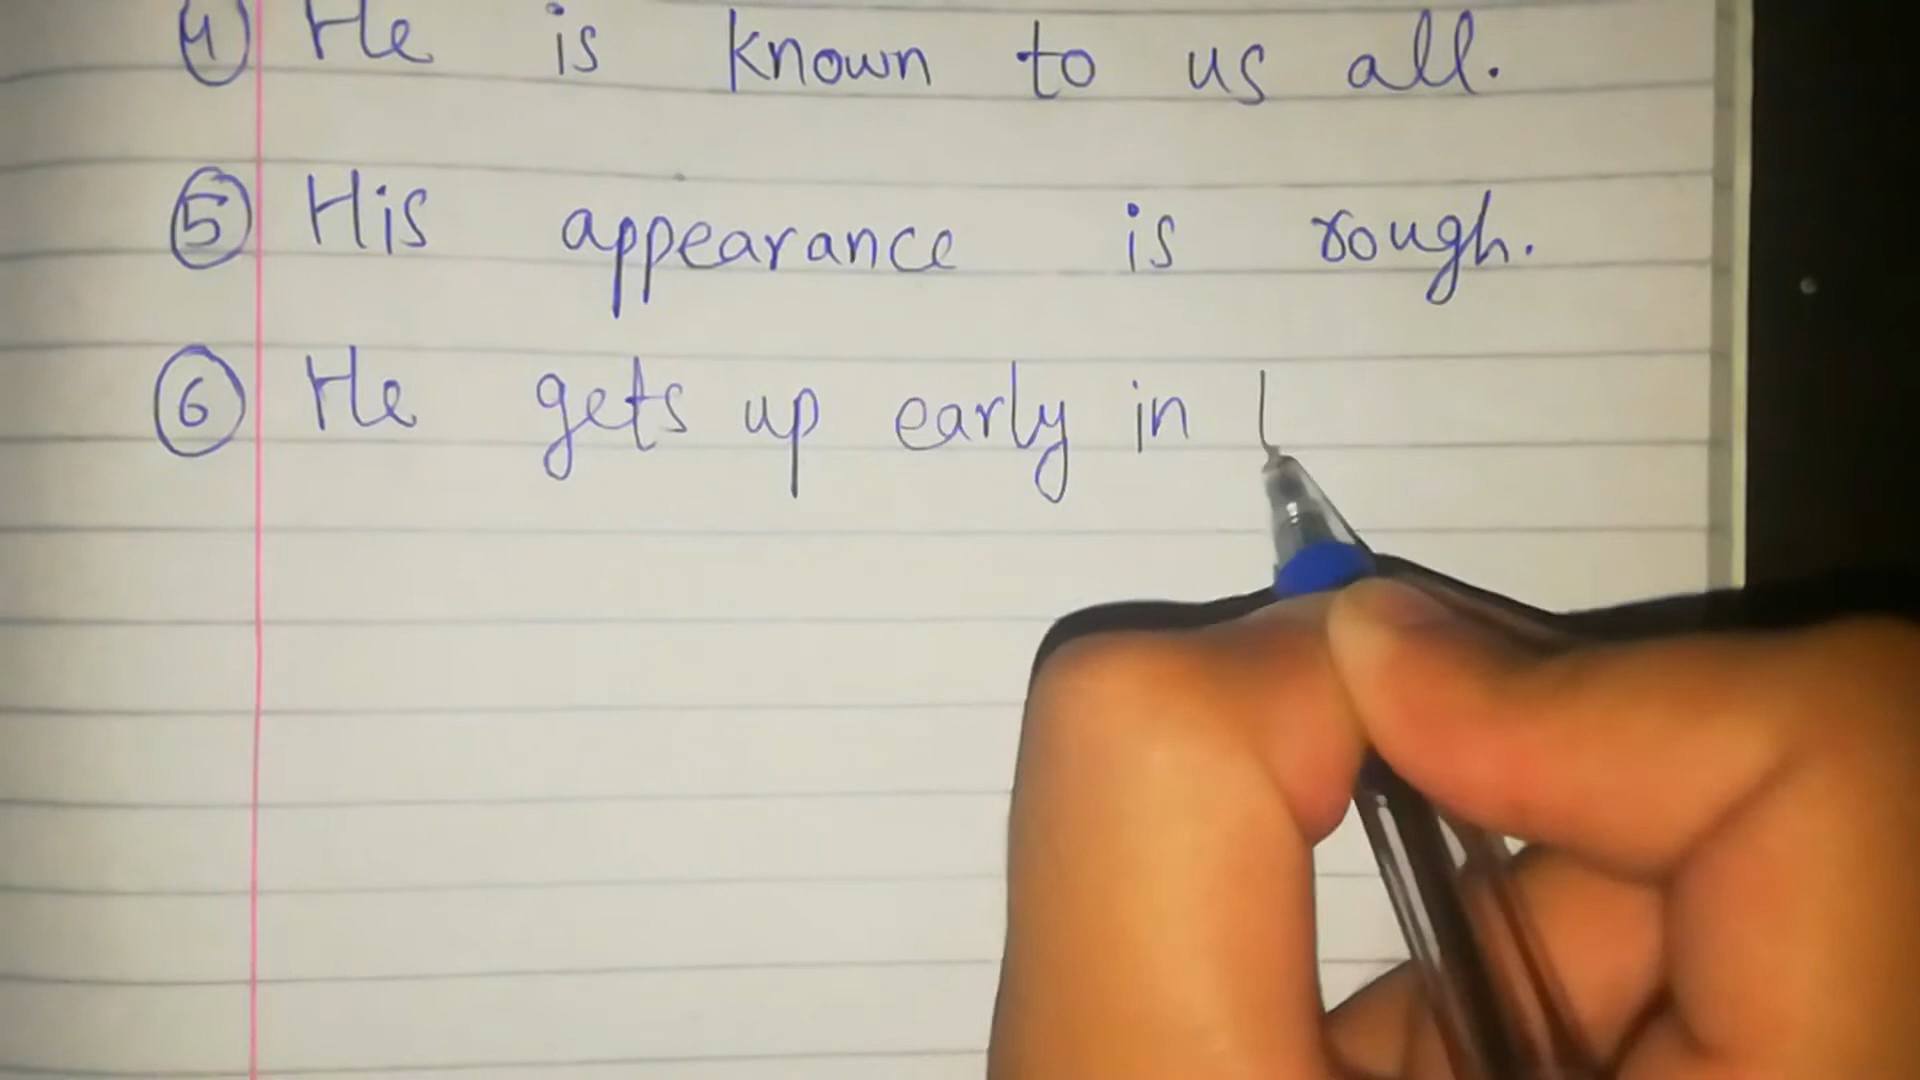 4 He is known to us all.
5 His appearance is rough.
6 He gets up early in